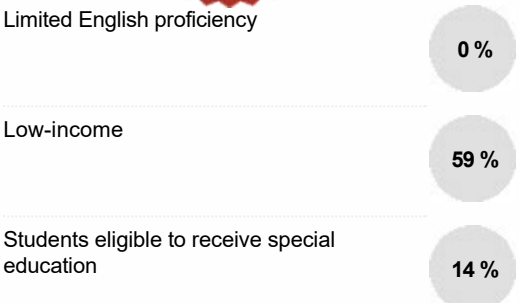 Limited English proficiency
0 %
Low-income
59 %
Students eligible to receive special
education
14 %